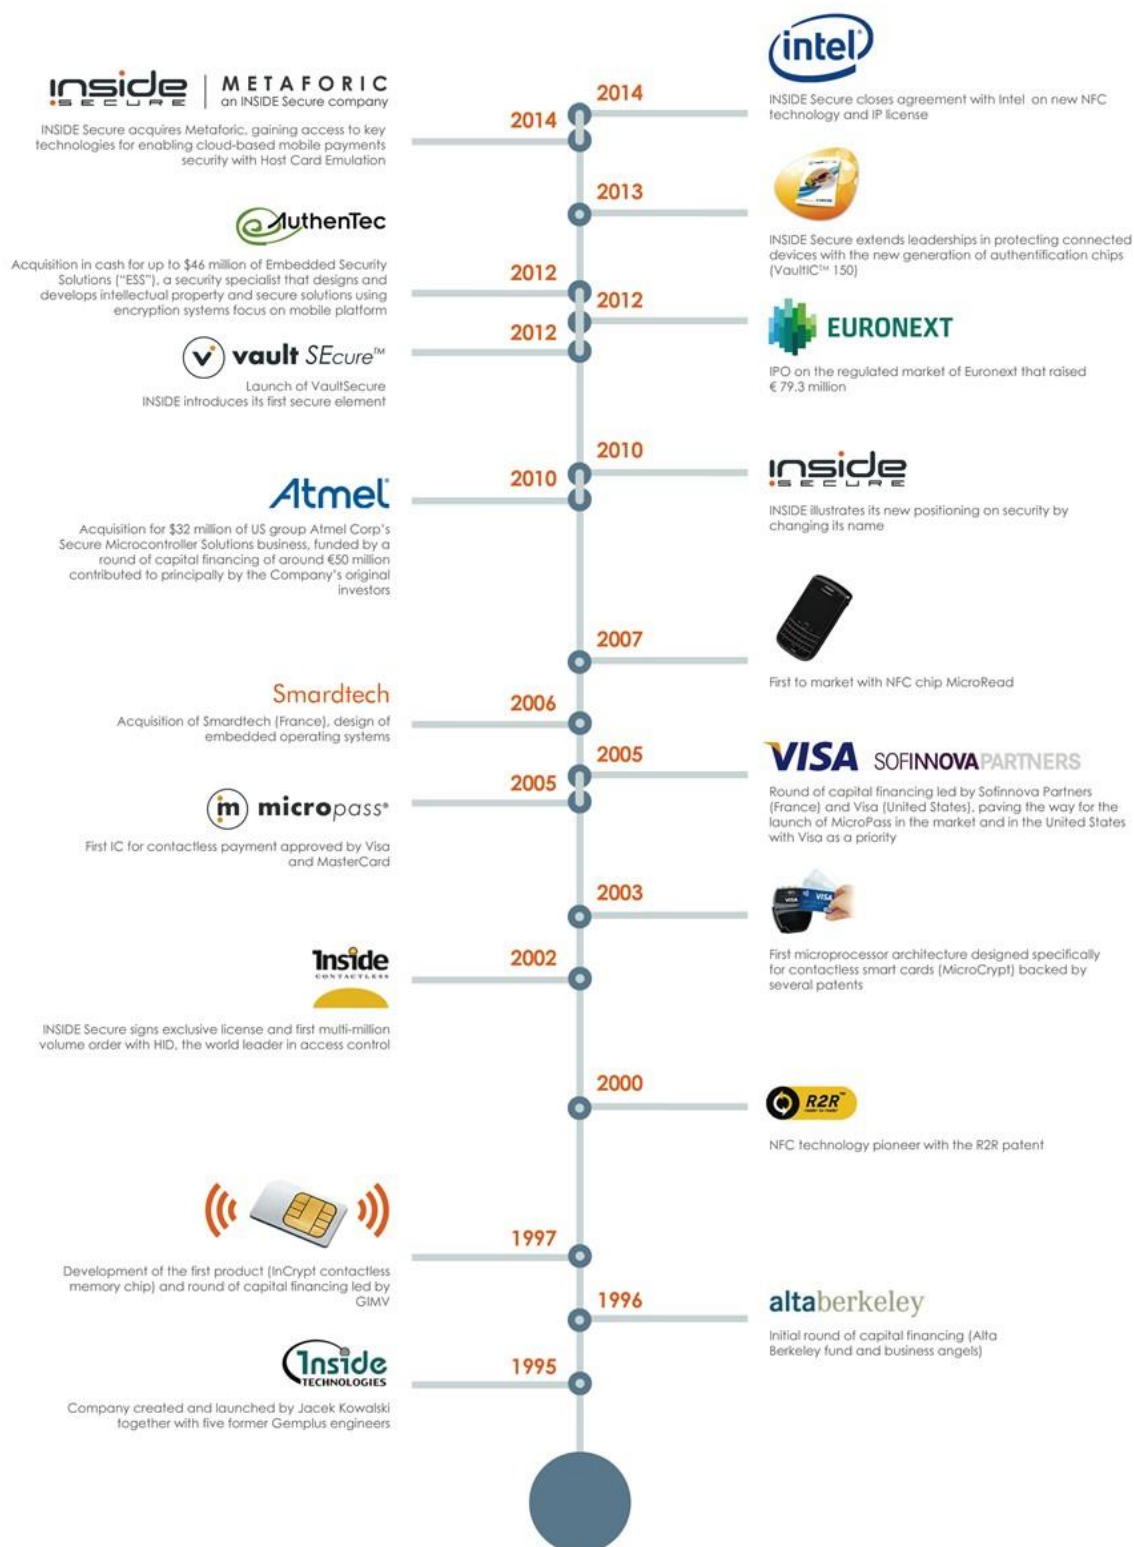 intel
2014
INSIDE Secure closes agreement with Intel on new NFC
technology and IP license
INSIDE SECURE | METAFORIC
an INSIDE Secure company
2014
INSIDE Secure acquires Metaforic, gaining access to key
technologies for enabling cloud-based mobile payments
security with Host Card Emulation
2013
INSIDE Secure extends leaderships in protecting connected
devices with the new generation of authentification chips
(VaultIC™ 150)
AuthenTec
2012
Acquisition in cash for up to $46 million of Embedded Security
Solutions ("ESS"), a security specialist that designs and
develops intellectual property and secure solutions using
encryption systems focus on mobile platform
2012
EURONEXT
IPO on the regulated market of Euronext that raised
€ 79.3 million
2012
vault SEcure™
Launch of VaultSecure
INSIDE introduces its first secure element
2010
inside
SECURE
INSIDE illustrates its new positioning on security by
changing its name
2010
Atmel
Acquisition for $32 million of US group Atmel Corp's
Secure Microcontroller Solutions business, funded by a
round of capital financing of around €50 million
contributed to principally by the Company's original
investors
2007
First to market with NFC chip MicroRead
Smardtech
2006
Acquisition of Smardtech (France), design of
embedded operating systems
2005
VISA SOFINNOVA PARTNERS
Round of capital financing led by Sofinnova Partners
(France) and Visa (United States), paving the way for the
launch of MicroPass in the market and in the United States
with Visa as a priority
2005
m micropass®
First IC for contactless payment approved by Visa
and MasterCard
2003
VISA
VISA
First microprocessor architecture designed specifically
for contactless smart cards (MicroCrypt) backed by
several patents
Inside
CONTACTLESS
2002
INSIDE Secure signs exclusive license and first multi-million
volume order with HID, the world leader in access control
2000
R2R™
reader to reader
NFC technology pioneer with the R2R patent
1997
Development of the first product (InCrypt contactless
memory chip) and round of capital financing led by
GIMV
1996
altaberkeley
Initial round of capital financing (Alta
Berkeley fund and business angels)
Inside
TECHNOLOGIES
1995
Company created and launched by Jacek Kowalski
together with five former Gemplus engineers